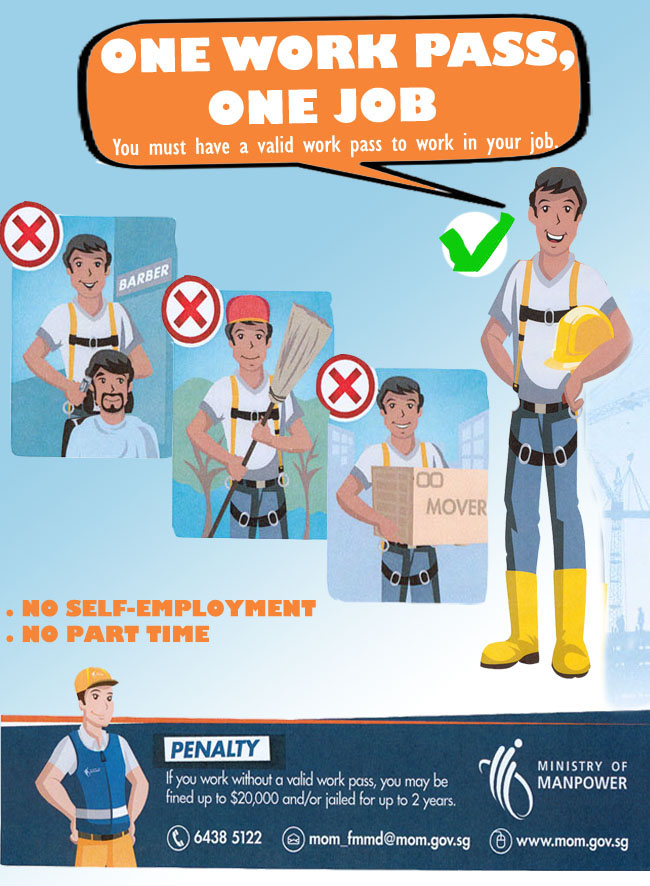 ONE WORK PASS,
ONE JOB
You must have a valid work pass to work in your job.
BARBER
MOVER
. NO SELF-EMPLOYMENT
. NO PART TIME
PENALTY
If you work without a valid work pass, you may be
fined up to $20,000 and/or jailed for up to 2 years.
6438 5122 mom_fmmd@mom.gov.sg www.mom.gov.sg
MINISTRY OF
MANPOWER